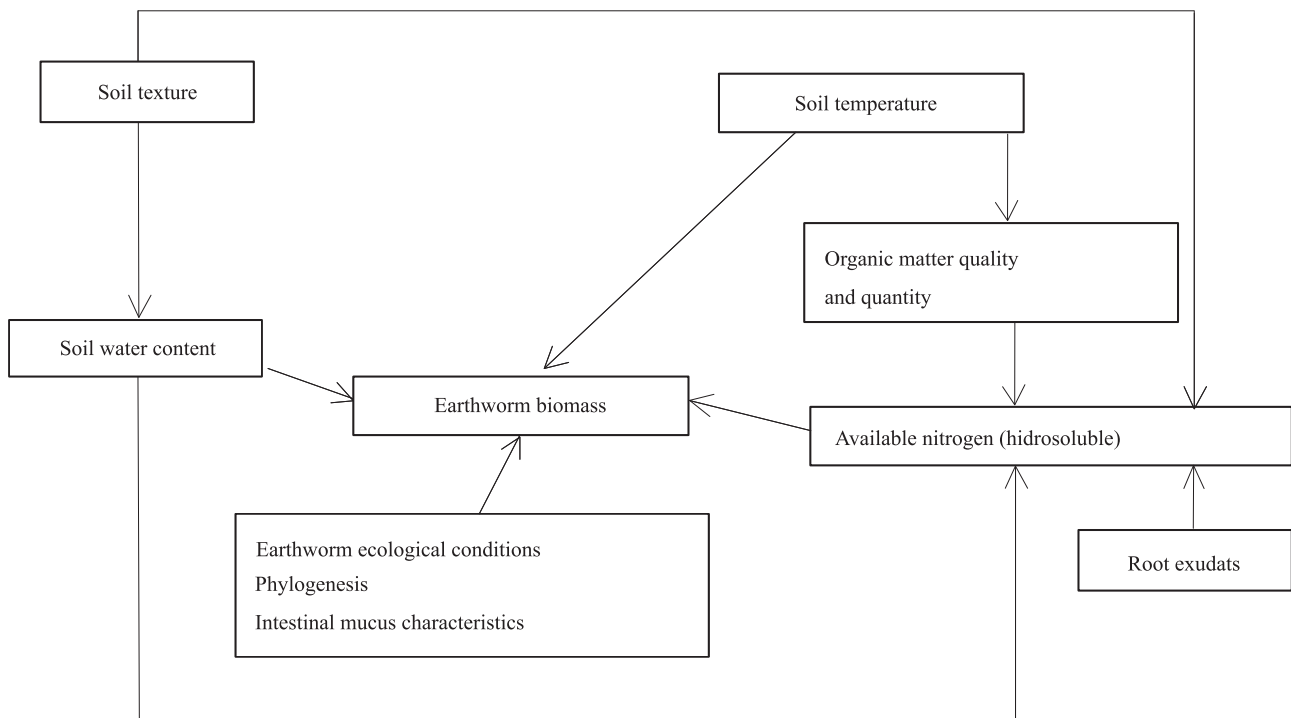 Soil texture
Soil temperature
Organic matter quality
and quantity
Soil water content
Earthworm biomass
Available nitrogen (hidrosoluble)
Earthworm ecological conditions
Phylogenesis
Intestinal mucus characteristics
Root exudats